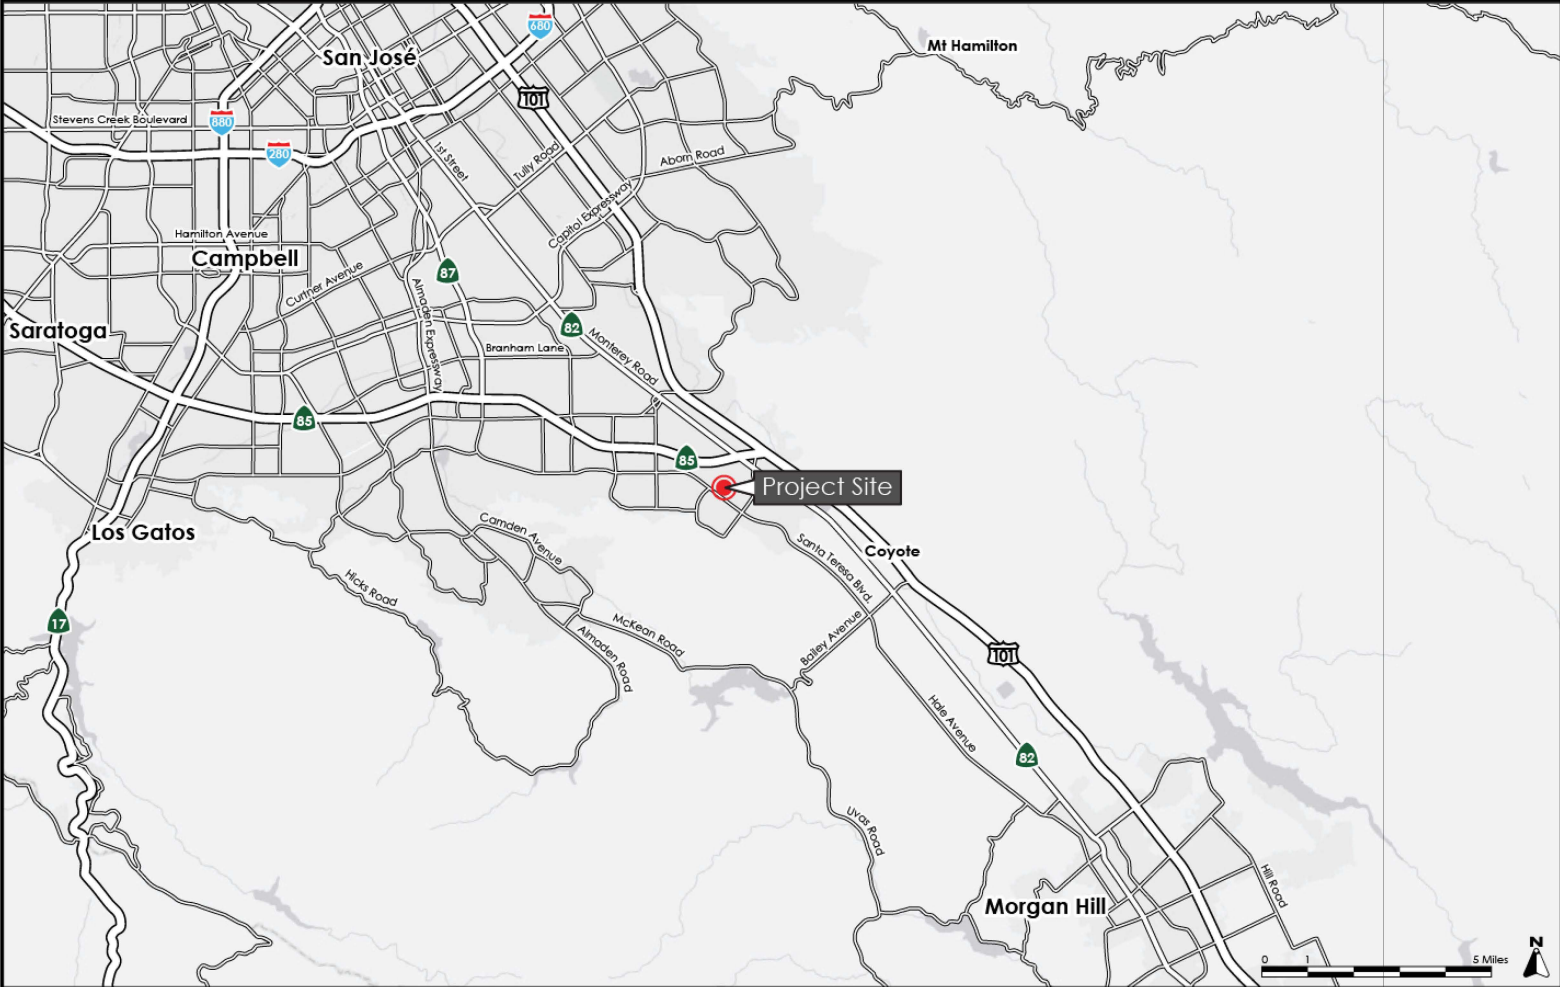 680
Mt Hamilton
San José
101
Stevens Creek Boulevard
880
280
1st Street
Tully Road
Aborn Road
Capitol Expressway
Hamilton Avenue
Campbell
87
Curtner Avenue
Almaden Expressway
Saratoga
82
Monterey Road
Branham Lane
85
85
Project Site
Los Gatos
Camden Avenue
Santa Teresa Blvd.
Coyote
Hicks Road
17
McKean Road
Bailey Avenue
Almaden Road
101
Hale Avenue
82
Uvas Road
Hill Road
Morgan Hill
N
0 1 5 Miles